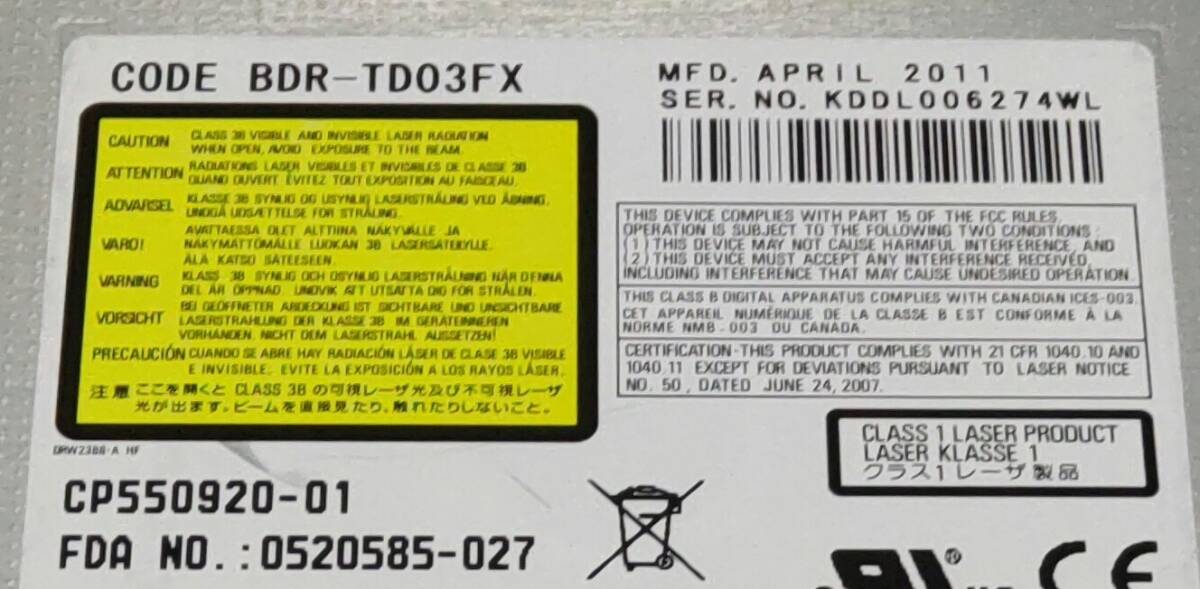 CODE BDR-TD03FX
MFD. APRIL 2011
SER. NO. KDDL006274WL
CAUTION CLASS 3B VISIBLE AND INVISIBLE LASER RADIATION
WHEN OPEN, AVOID EXPOSURE TO THE BEAM.
ATTENTION RADIATIONS LASER VISIBLES ET INVISIBLES DE CLASSE 3B
QUAND OUVERT. ÉVITEZ TOUT EXPOSITION AU FAISCEAU.
ADVARSEL KLASSE 3B SYNLIG OG USYNLIG LASERSTRÅLING VED ÅBNING.
UNDGÅ UDSÆTTELSE FOR STRÅLING.
VARO! AVATTAESSA OLET ALTTIINA NÄKYVÄLLE JA
NÄKYMÄTTÖMÄLLE LUOKAN 3B LASERSÄTEILYLLE.
ÄLÄ KATSO SÄTEESEEN.
VARNING KLASS 3B SYNLIG OCH OSYNLIG LASERSTRÅLNING NÄR DENNA
DEL ÄR ÖPPNAD. UNDVIK ATT UTSÄTTA DIG FÖR STRÅLEN.
VORSICHT BEI GEÖFFNETER ABDECKUNG IST SICHTBARE UND UNSICHTBARE
LASERSTRAHLUNG DER KLASSE 3B IM GERÄTEINNEREN
VORHANDEN. NICHT DEM LASERSTRAHL AUSSETZEN!
PRECAUCIÓN CUANDO SE ABRE HAY RADIACIÓN LÁSER DE CLASE 3B VISIBLE
E INVISIBLE. EVITE LA EXPOSICIÓN A LOS RAYOS LÁSER.
注意 ここを開くと CLASS 3B の可視レーザ光及び不可視レーザ
光が出ます。ビームを直接見たり、触れたりしないこと。
DRW2388-A HF
THIS DEVICE COMPLIES WITH PART 15 OF THE FCC RULES.
OPERATION IS SUBJECT TO THE FOLLOWING TWO CONDITIONS :
(1) THIS DEVICE MAY NOT CAUSE HARMFUL INTERFERENCE, AND
(2) THIS DEVICE MUST ACCEPT ANY INTERFERENCE RECEIVED,
INCLUDING INTERFERENCE THAT MAY CAUSE UNDESIRED OPERATION.
THIS CLASS B DIGITAL APPARATUS COMPLIES WITH CANADIAN ICES-003.
CET APPAREIL NUMÉRIQUE DE LA CLASSE B EST CONFORME À LA
NORME NMB-003 DU CANADA.
CERTIFICATION-THIS PRODUCT COMPLIES WITH 21 CFR 1040.10 AND
1040.11 EXCEPT FOR DEVIATIONS PURSUANT TO LASER NOTICE
NO. 50, DATED JUNE 24, 2007.
CLASS 1 LASER PRODUCT
LASER KLASSE 1
クラス1レーザ製品
CP550920-01
FDA NO.:0520585-027
® CE